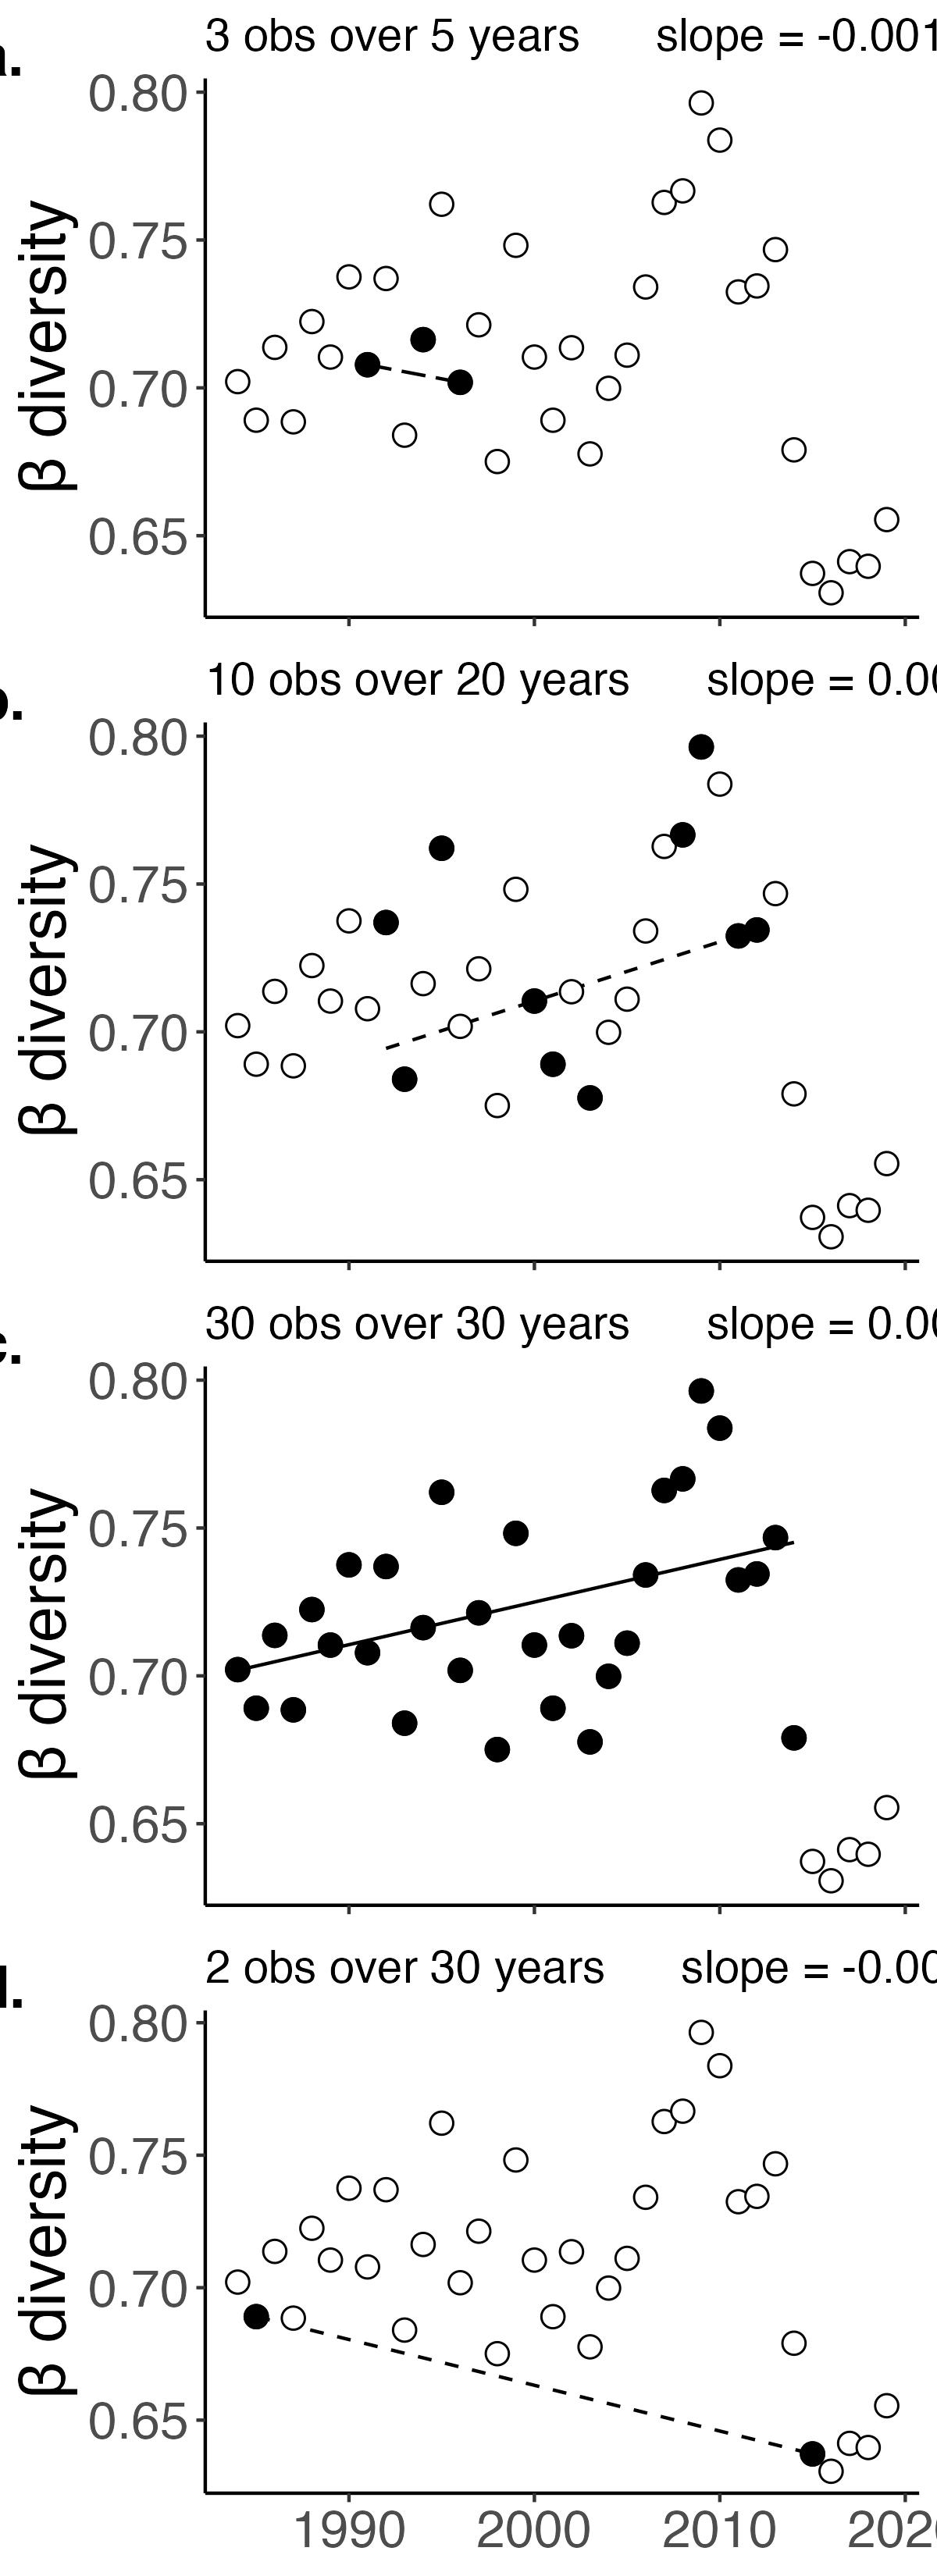 a.
3 obs over 5 years slope = -0.001
0.80
0.75
0.70
0.65
β diversity
b.
10 obs over 20 years slope = 0.00
0.80
0.75
0.70
0.65
β diversity
c.
30 obs over 30 years slope = 0.00
0.80
0.75
0.70
0.65
β diversity
d.
2 obs over 30 years slope = -0.00
0.80
0.75
0.70
0.65
β diversity
1990 2000 2010